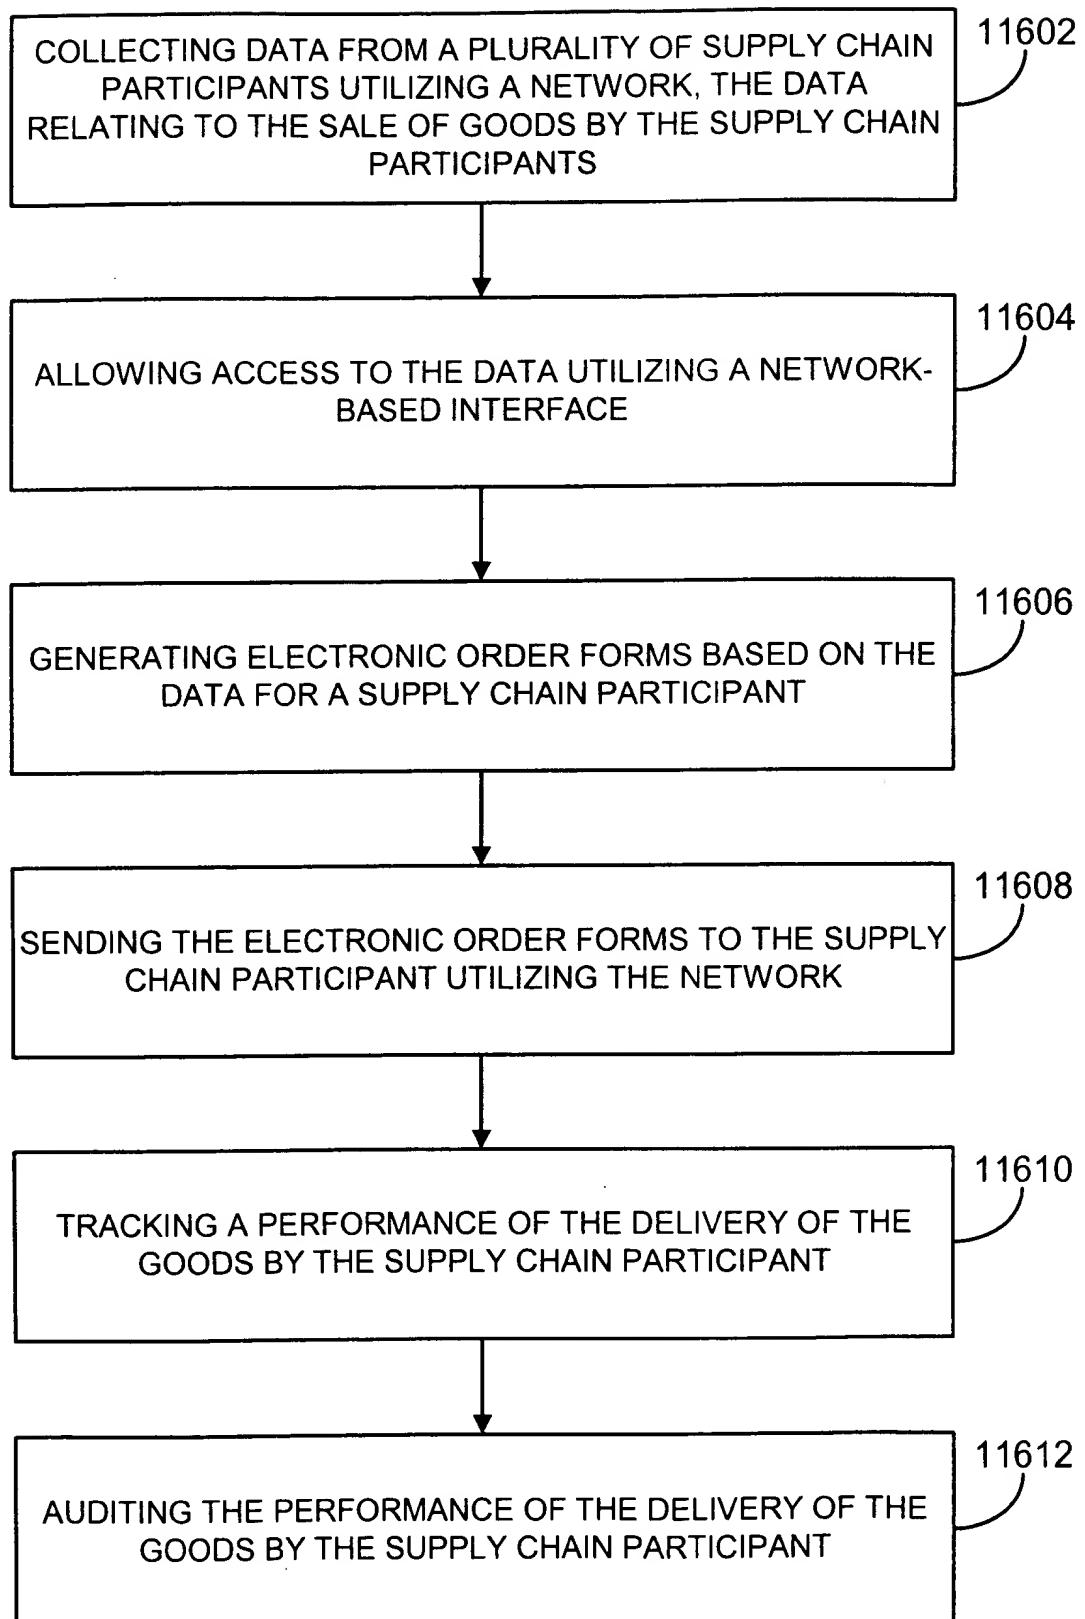 11602
COLLECTING DATA FROM A PLURALITY OF SUPPLY CHAIN
PARTICIPANTS UTILIZING A NETWORK, THE DATA
RELATING TO THE SALE OF GOODS BY THE SUPPLY CHAIN
PARTICIPANTS
11604
ALLOWING ACCESS TO THE DATA UTILIZING A NETWORK-
BASED INTERFACE
11606
GENERATING ELECTRONIC ORDER FORMS BASED ON THE
DATA FOR A SUPPLY CHAIN PARTICIPANT
11608
SENDING THE ELECTRONIC ORDER FORMS TO THE SUPPLY
CHAIN PARTICIPANT UTILIZING THE NETWORK
11610
TRACKING A PERFORMANCE OF THE DELIVERY OF THE
GOODS BY THE SUPPLY CHAIN PARTICIPANT
11612
AUDITING THE PERFORMANCE OF THE DELIVERY OF THE
GOODS BY THE SUPPLY CHAIN PARTICIPANT